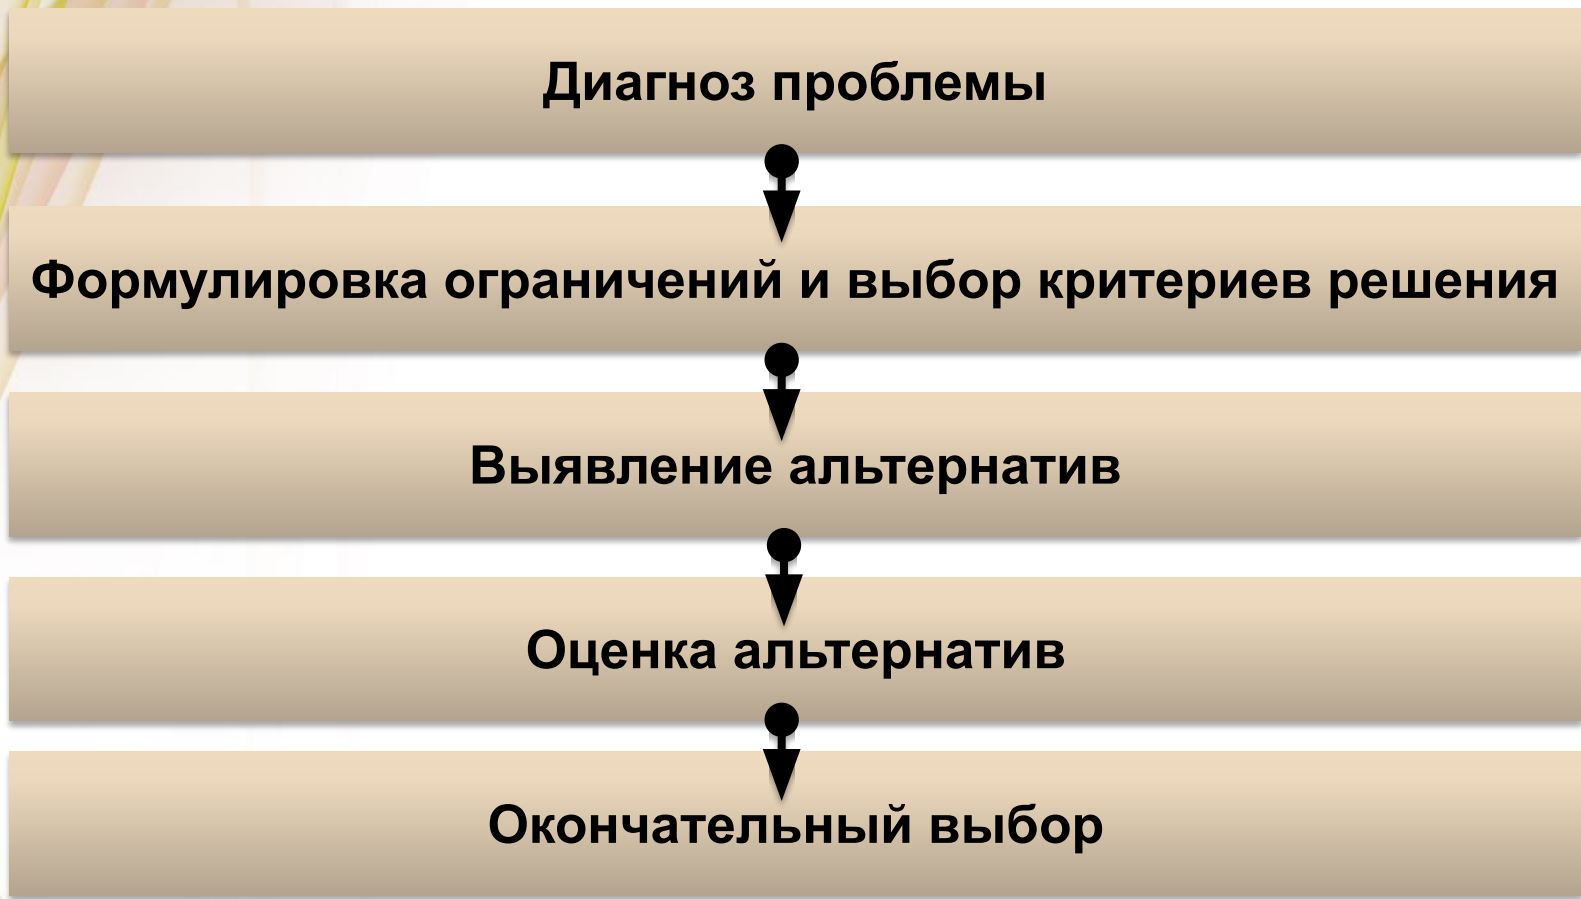 Диагноз проблемы
Формулировка ограничений и выбор критериев решения
Выявление альтернатив
Оценка альтернатив
Окончательный выбор